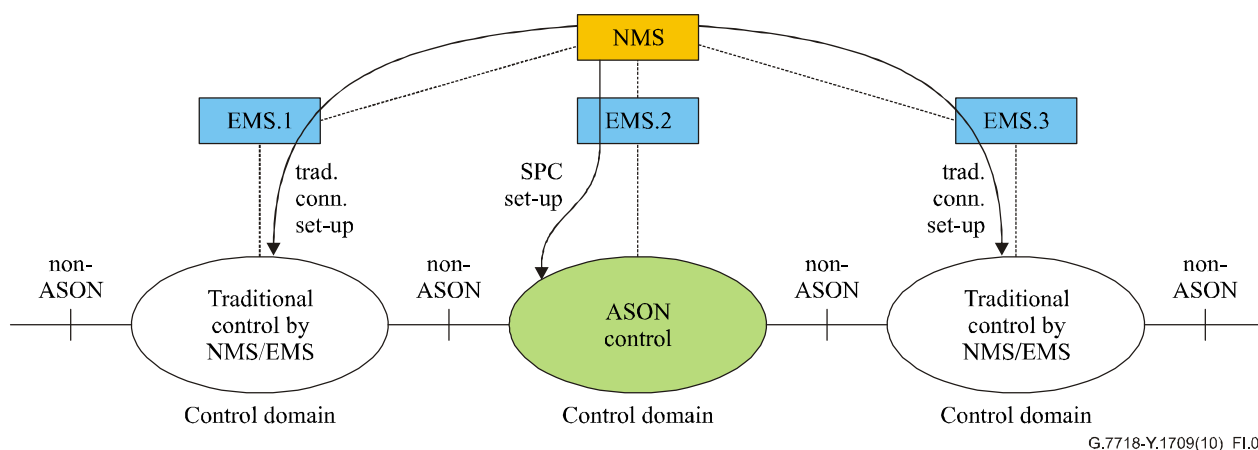 NMS
EMS.1
EMS.2
EMS.3
trad.
conn.
set-up
SPC
set-up
trad.
conn.
set-up
non-
ASON
Traditional
control by
NMS/EMS
non-
ASON
ASON
control
non-
ASON
Traditional
control by
NMS/EMS
non-
ASON
Control domain
Control domain
Control domain
G.7718-Y.1709(10) FI.0